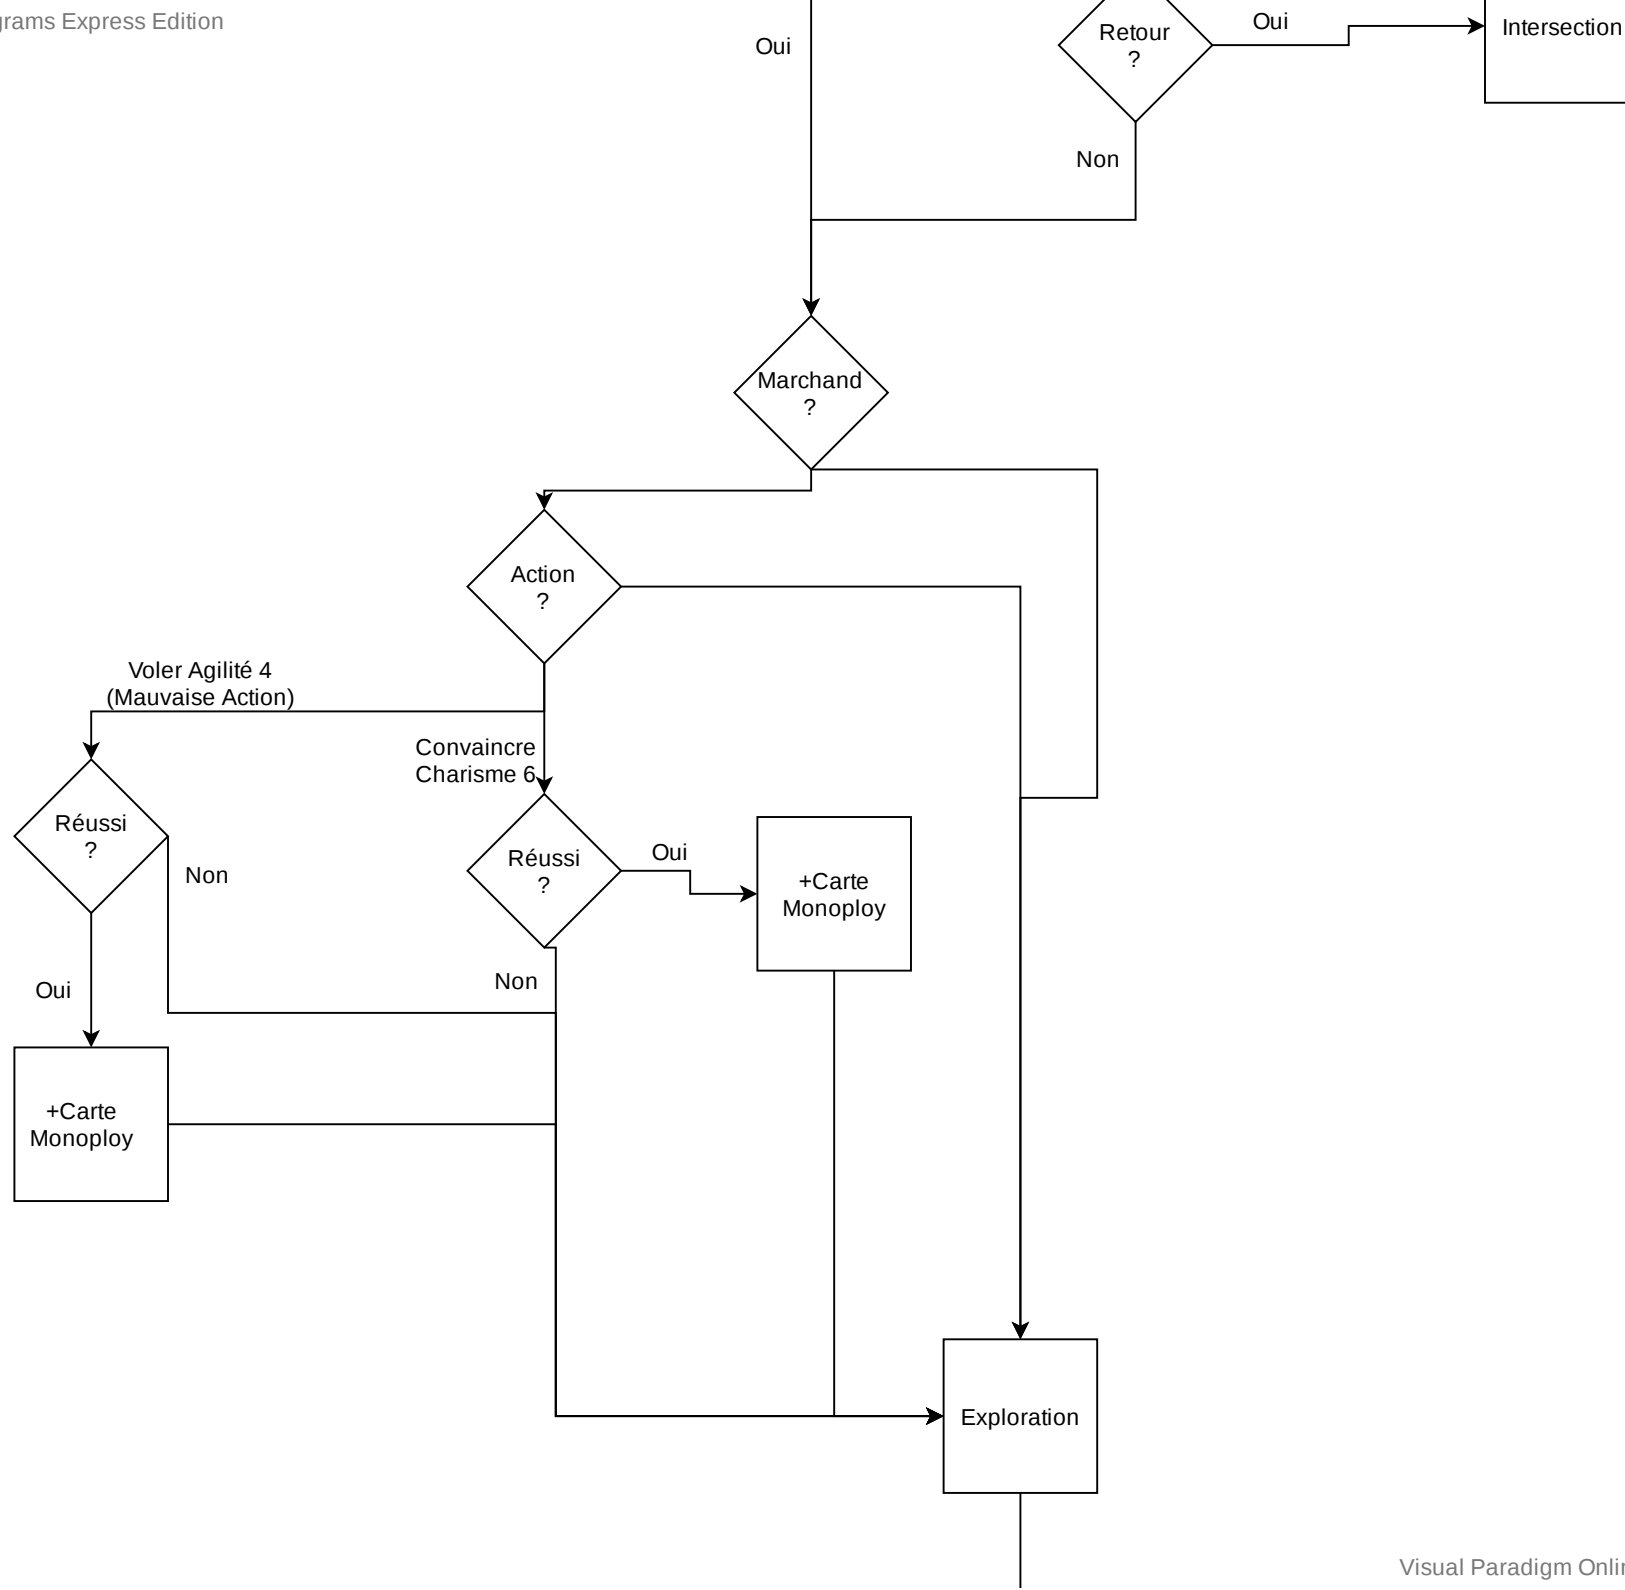 grams Express Edition
Oui
Retour
?
Oui
Intersection
Non
Marchand
?
Action
?
Voler Agilité 4
(Mauvaise Action)
Convaincre
Charisme 6
Réussi
?
Non
Réussi
?
Oui
+Carte
Monoploy
Oui
Non
+Carte
Monoploy
Exploration
Visual Paradigm Onlin